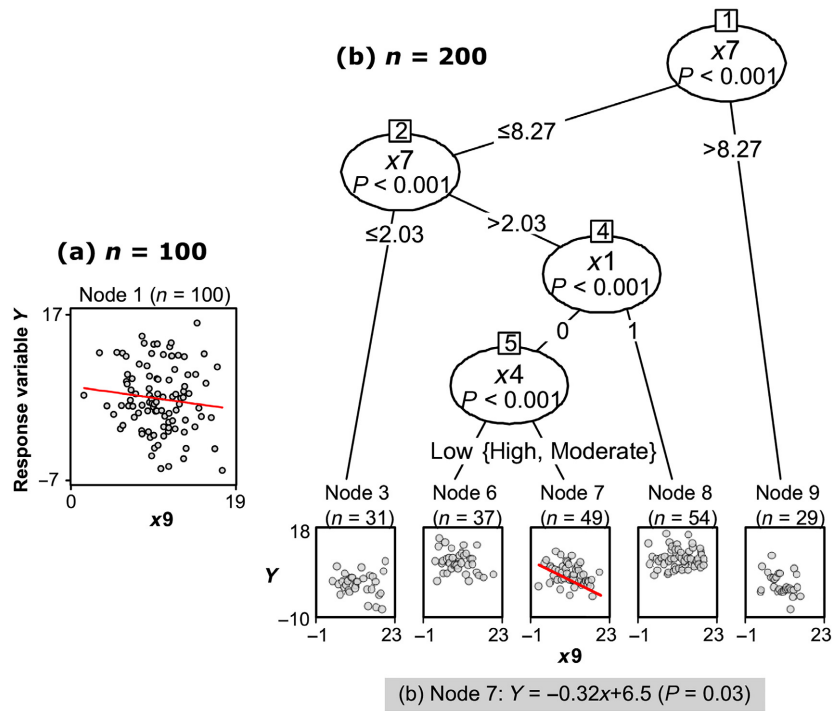 (b) n = 200
1
x7
P < 0.001
≤8.27
>8.27
2
x7
P < 0.001
≤2.03
>2.03
4
x1
P < 0.001
0
1
5
x4
P < 0.001
Low {High, Moderate}
(a) n = 100
Node 1 (n = 100)
Response variable Y
17
−7
0
19
x9
Node 3
(n = 31)
Node 6
(n = 37)
Node 7
(n = 49)
Node 8
(n = 54)
Node 9
(n = 29)
18
Y
−10
−1 23 −1 23 −1 23 −1 23 −1 23
x9
(b) Node 7: Y = −0.32x+6.5 (P = 0.03)